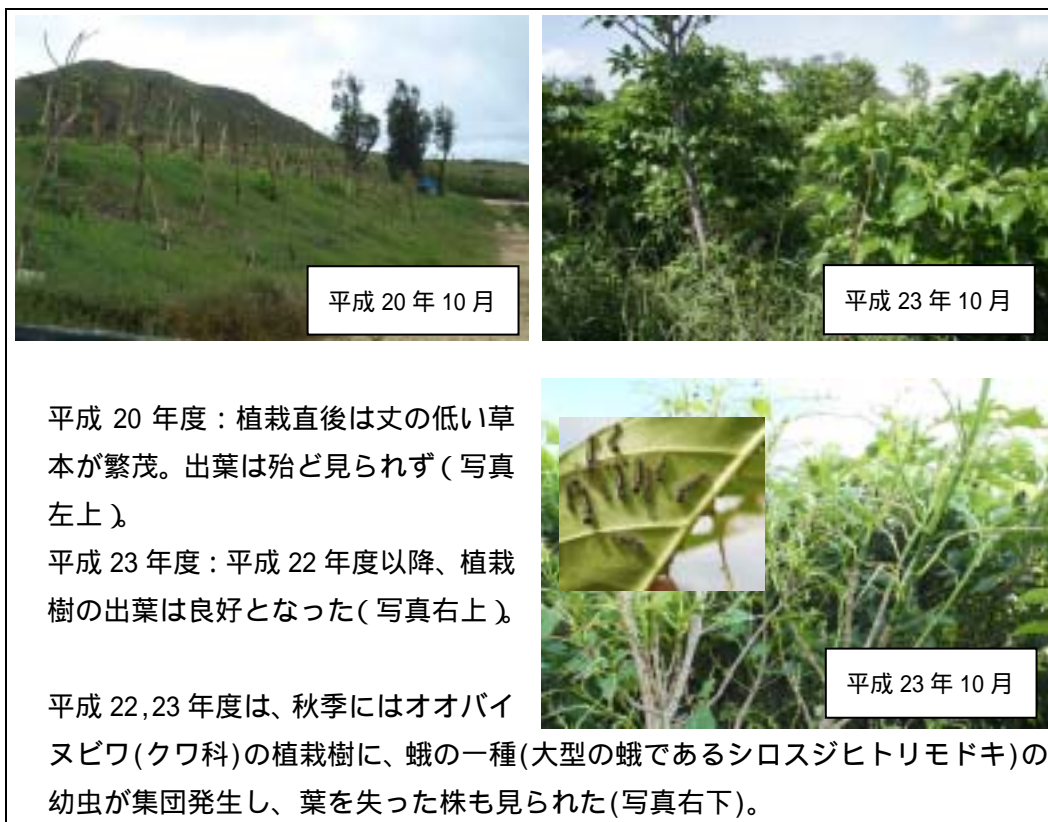 平成 20 年 10 月
平成 23 年 10 月
平成 20 年度：植栽直後は丈の低い草
本が繁茂。出葉は殆ど見られず（写真
左上）。
平成 23 年度：平成 22 年度以降、植栽
樹の出葉は良好となった（写真右上）。
平成 23 年 10 月
平成 22,23 年度は、秋季にはオオバイ
ヌビワ(クワ科)の植栽樹に、蛾の一種(大型の蛾であるシロスジヒトリモドキ)の
幼虫が集団発生し、葉を失った株も見られた(写真右下)。